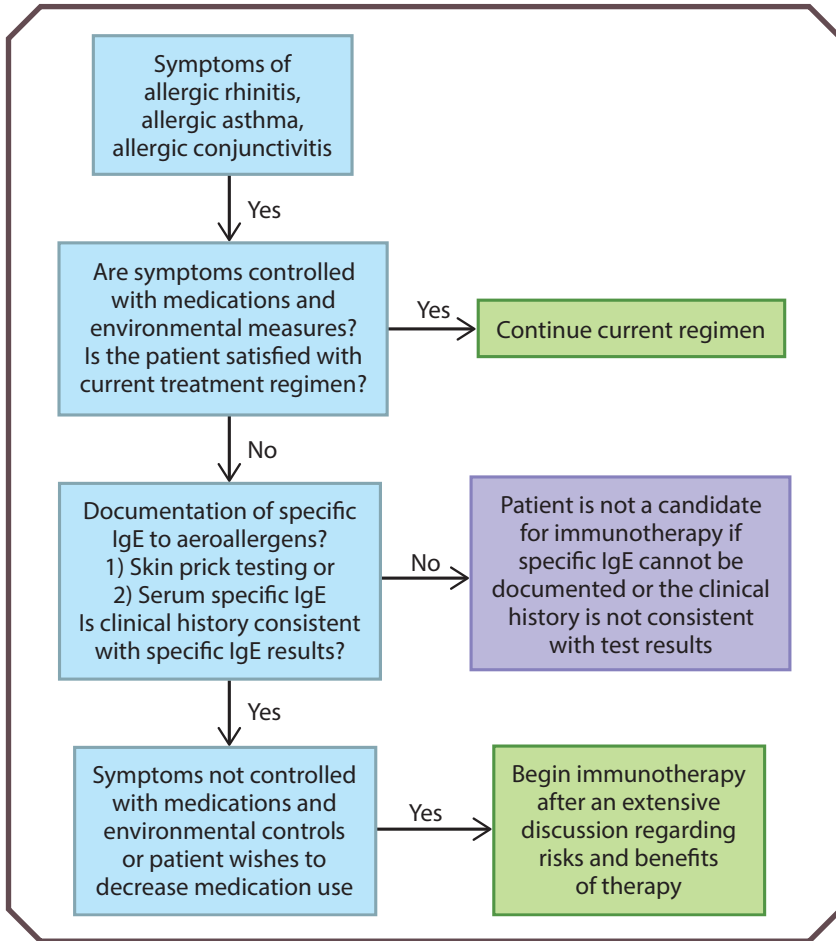 Symptoms of
allergic rhinitis,
allergic asthma,
allergic conjunctivitis
Yes
Are symptoms controlled
with medications and
environmental measures?
Is the patient satisfied with
current treatment regimen?
Yes
Continue current regimen
No
Documentation of specific
IgE to aeroallergens?
1) Skin prick testing or
2) Serum specific IgE
Is clinical history consistent
with specific IgE results?
No
Patient is not a candidate
for immunotherapy if
specific IgE cannot be
documented or the clinical
history is not consistent
with test results
Yes
Symptoms not controlled
with medications and
environmental controls
or patient wishes to
decrease medication use
Yes
Begin immunotherapy
after an extensive
discussion regarding
risks and benefits
of therapy